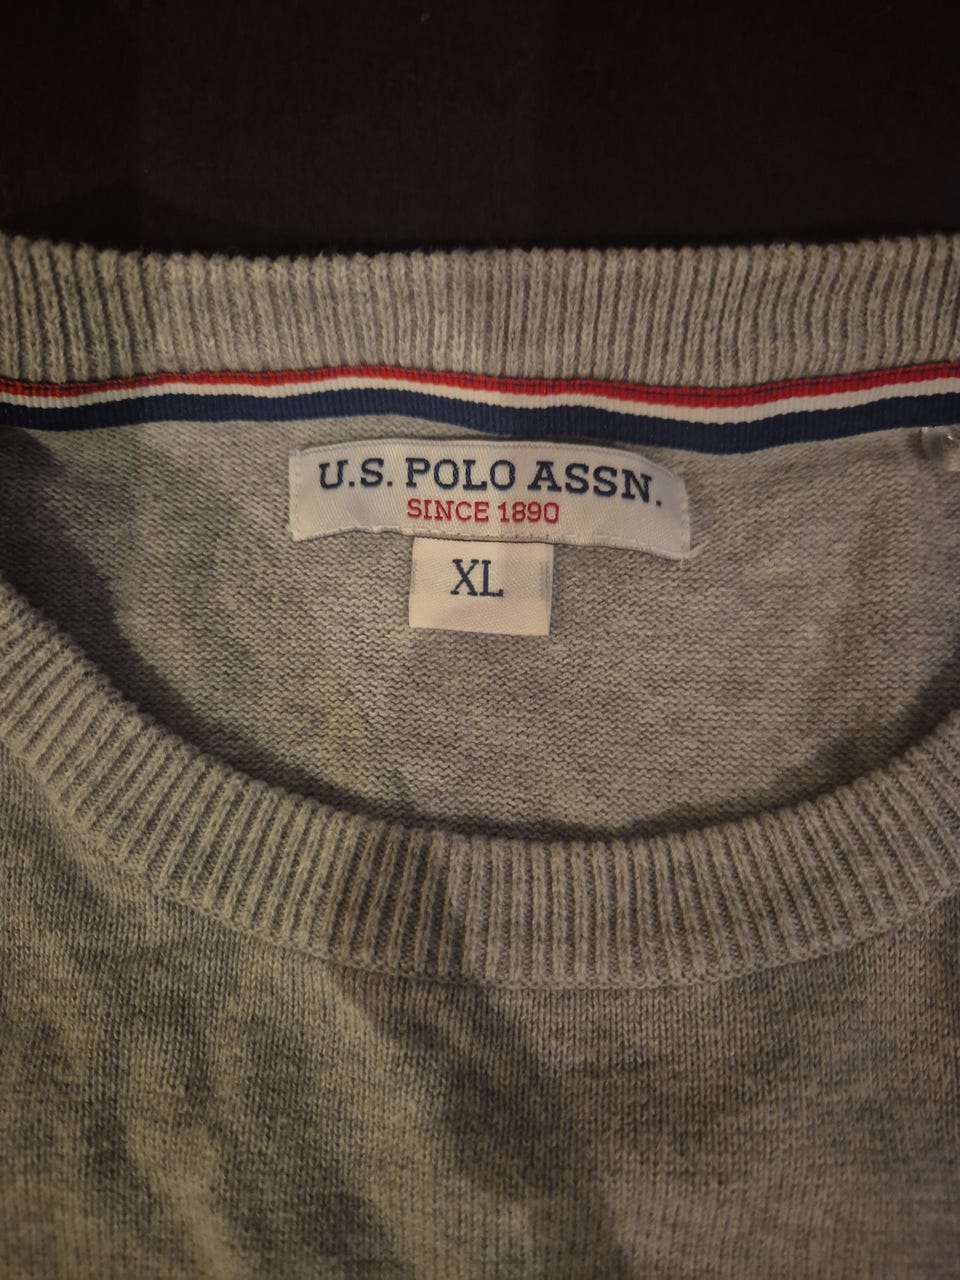 U.S. POLO ASSN.
SINCE 1890
XL